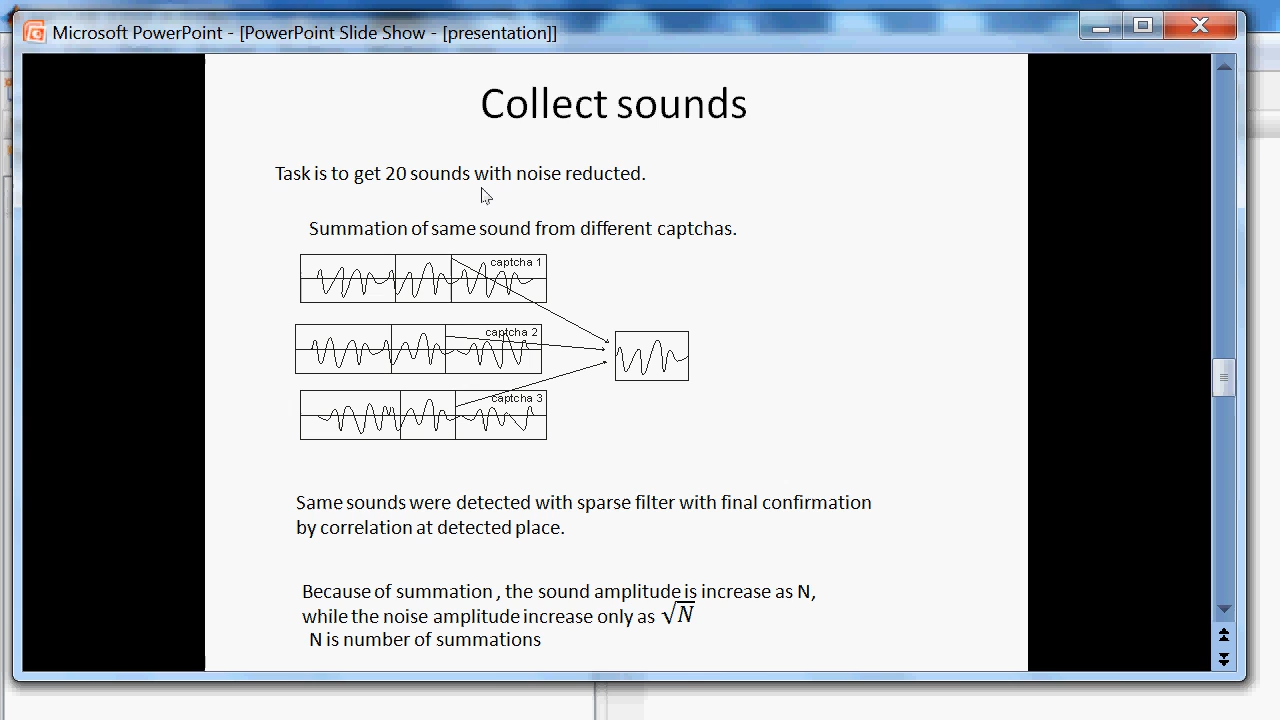 Microsoft PowerPoint - [PowerPoint Slide Show - [presentation]]
Collect sounds
Task is to get 20 sounds with noise reducted.
Summation of same sound from different captchas.
captcha 1
captcha 2
captcha 3
Same sounds were detected with sparse filter with final confirmation
by correlation at detected place.
Because of summation , the sound amplitude is increase as N,
while the noise amplitude increase only as √N
N is number of summations